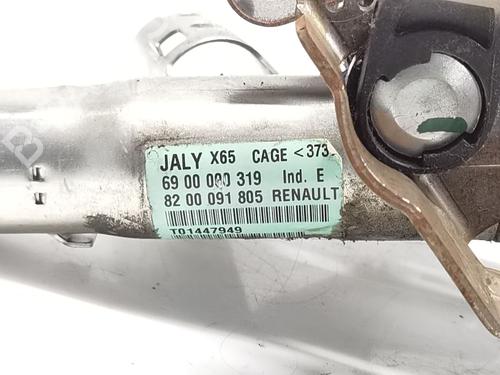 JALY X65 CAGE <373
69 00 000 319 Ind. E
82 00 091 805 RENAULT
T01447949